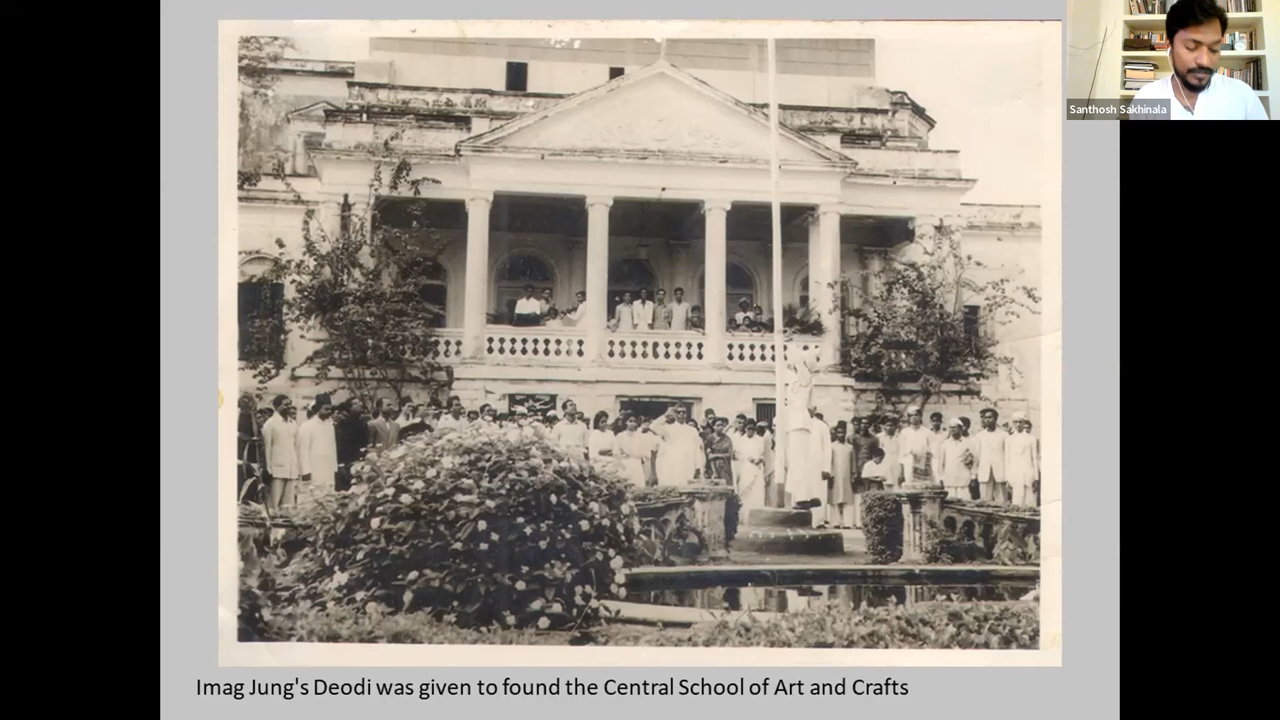 Santhosh Sakhinala
Imag Jung's Deodi was given to found the Central School of Art and Crafts